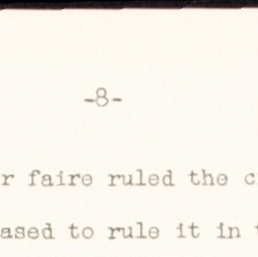 -8-
r faire ruled the c
ased to rule it in t